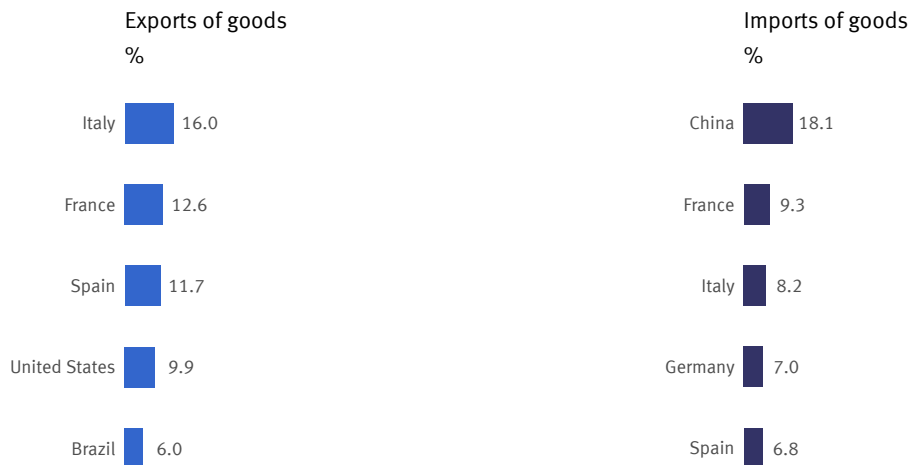 Exports of goods
%
Italy 16.0
France 12.6
Spain 11.7
United States 9.9
Brazil 6.0
Imports of goods
%
China 18.1
France 9.3
Italy 8.2
Germany 7.0
Spain 6.8